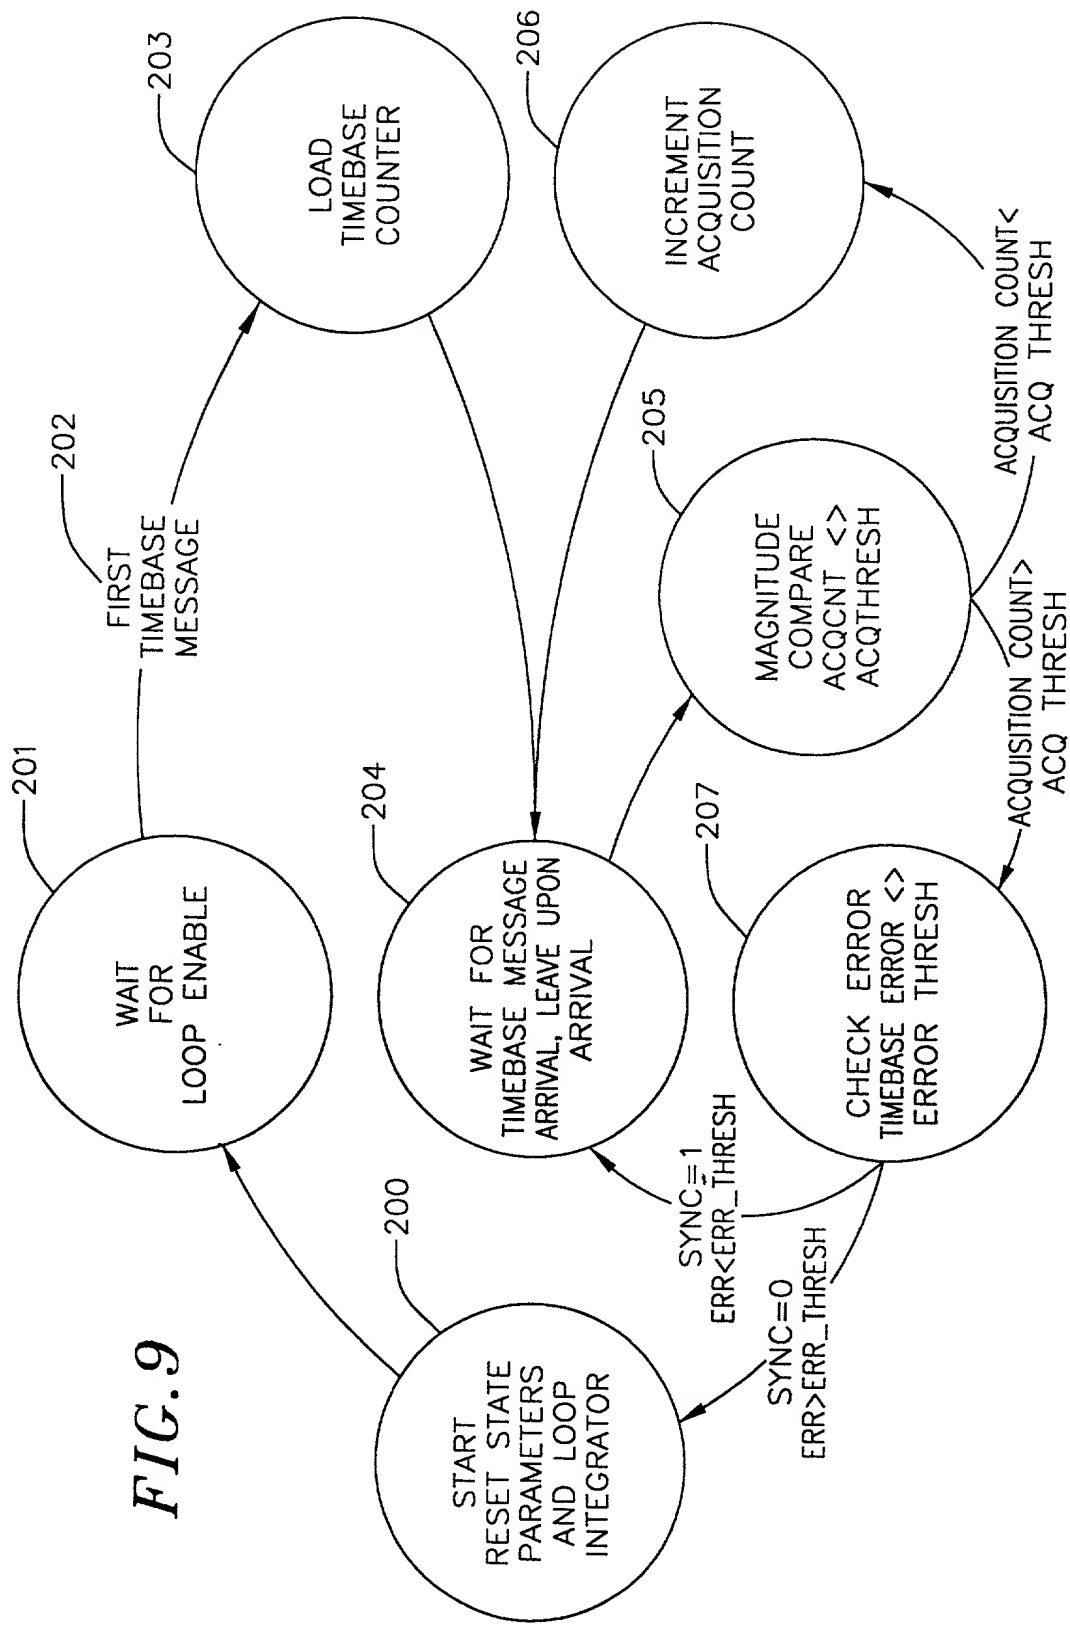 FIG.9
START
RESET STATE
PARAMETERS
AND LOOP
INTEGRATOR
200
WAIT
FOR
LOOP ENABLE
201
FIRST
TIMEBASE
MESSAGE
202
LOAD
TIMEBASE
COUNTER
203
WAIT FOR
TIMEBASE MESSAGE
ARRIVAL, LEAVE UPON
ARRIVAL
204
MAGNITUDE
COMPARE
ACQCNT <>
ACQTHRESH
205
INCREMENT
ACQUISITION
COUNT
206
ACQUISITION COUNT<
ACQ THRESH
ACQUISITION COUNT>
ACQ THRESH
CHECK ERROR
TIMEBASE ERROR <>
ERROR THRESH
207
SYNC=1
ERR<ERR_THRESH
SYNC=0
ERR>ERR_THRESH